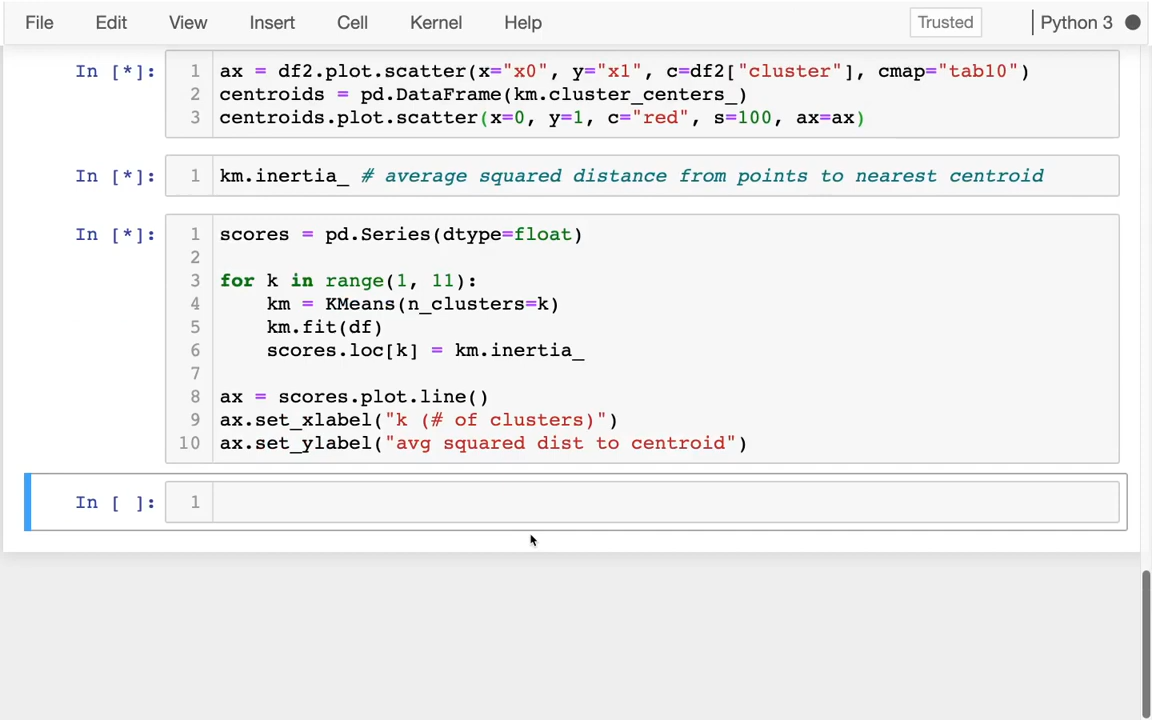 File Edit View Insert Cell Kernel Help Trusted Python 3
In [*]: 1 ax = df2.plot.scatter(x="x0", y="x1", c=df2["cluster"], cmap="tab10")
2 centroids = pd.DataFrame(km.cluster_centers_)
3 centroids.plot.scatter(x=0, y=1, c="red", s=100, ax=ax)
In [*]: 1 km.inertia_ # average squared distance from points to nearest centroid
In [*]: 1 scores = pd.Series(dtype=float)
2
3 for k in range(1, 11):
4     km = KMeans(n_clusters=k)
5     km.fit(df)
6     scores.loc[k] = km.inertia_
7
8 ax = scores.plot.line()
9 ax.set_xlabel("k (# of clusters)")
10 ax.set_ylabel("avg squared dist to centroid")
In [ ]: 1